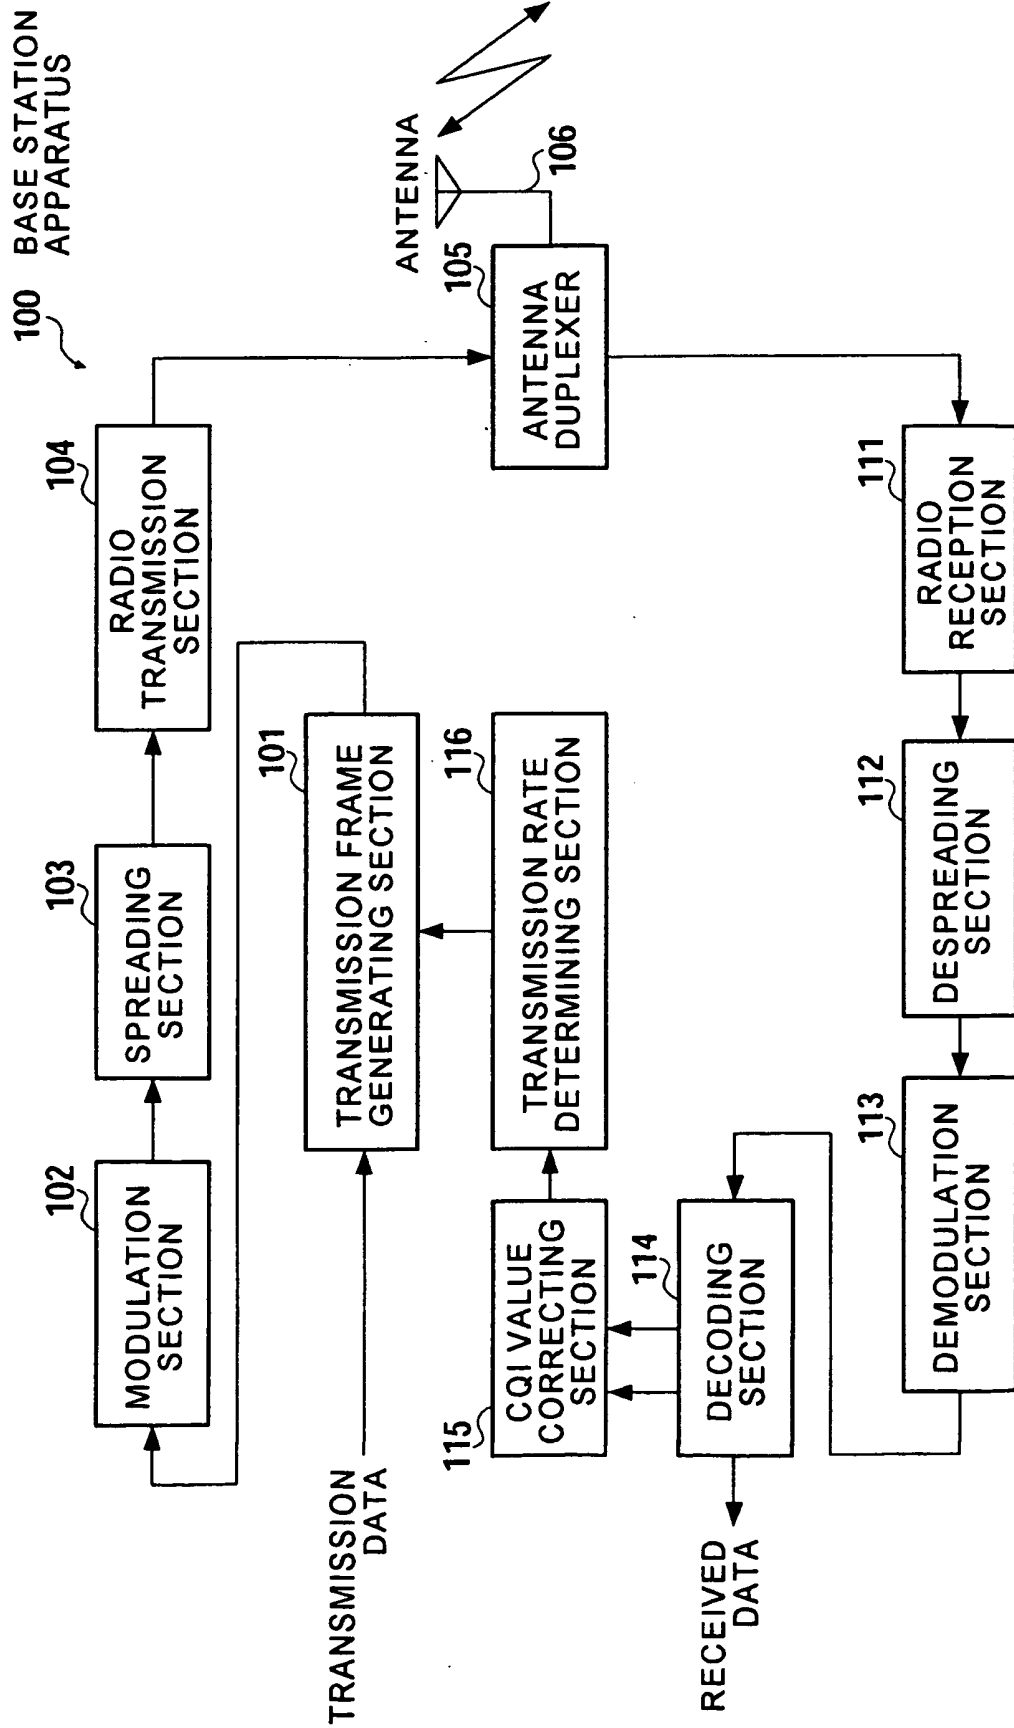 100 BASE STATION
APPARATUS
102
MODULATION
SECTION
103
SPREADING
SECTION
104
RADIO
TRANSMISSION
SECTION
TRANSMISSION
DATA
101
TRANSMISSION FRAME
GENERATING SECTION
ANTENNA
106
105
ANTENNA
DUPLEXER
115
CQI VALUE
CORRECTING
SECTION
116
TRANSMISSION RATE
DETERMINING SECTION
RECEIVED
DATA
114
DECODING
SECTION
113
DEMODULATION
SECTION
112
DESPREADING
SECTION
111
RADIO
RECEPTION
SECTION